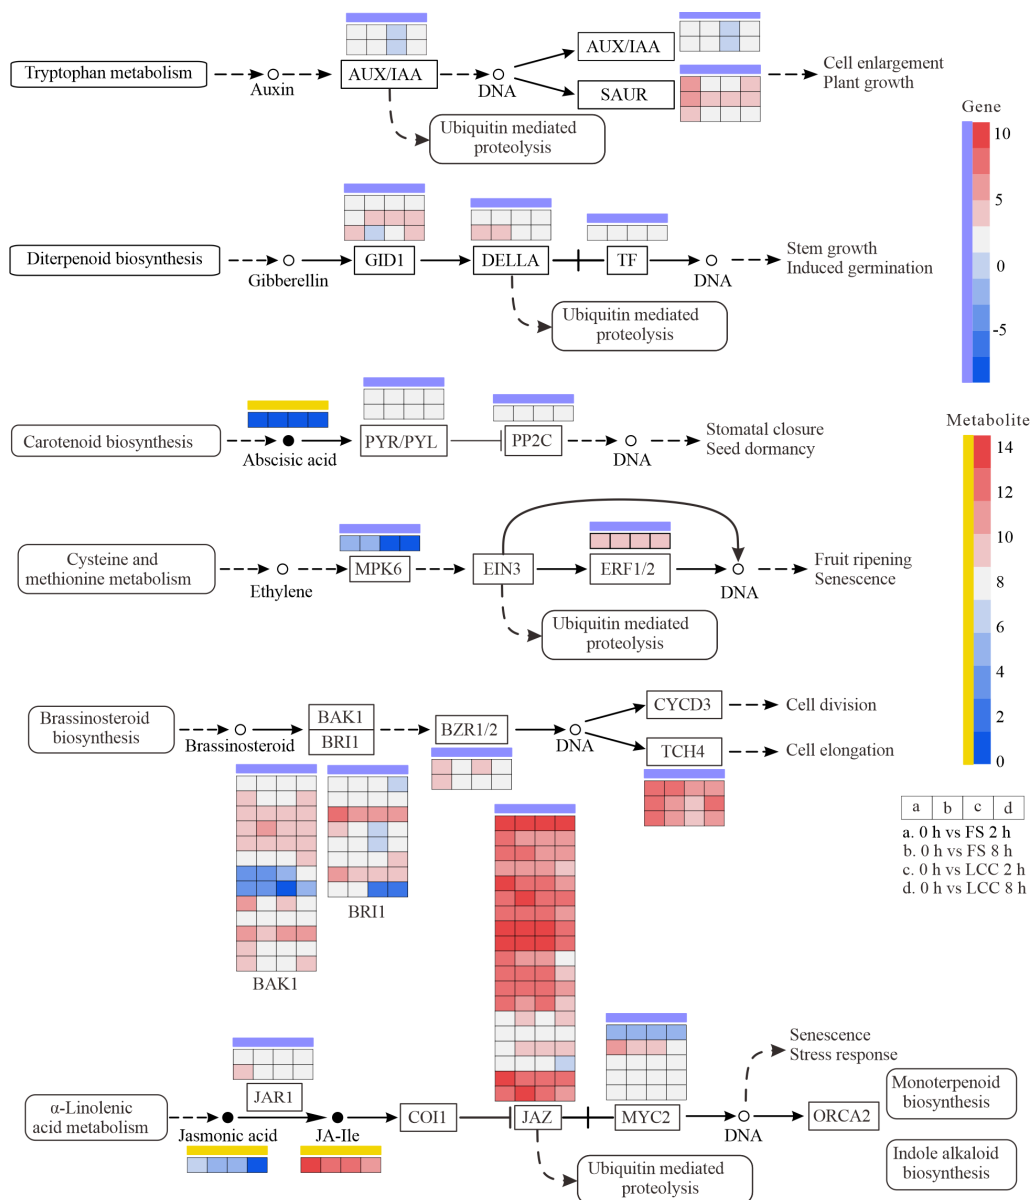 AUX/IAA
Cell enlargement
Plant growth
Tryptophan metabolism
Auxin
AUX/IAA
DNA
SAUR
Ubiquitin mediated
proteolysis
Gene
10
5
0
-5
Diterpenoid biosynthesis
Gibberellin
GID1
DELLA
TF
DNA
Stem growth
Induced germination
Ubiquitin mediated
proteolysis
Carotenoid biosynthesis
Abscisic acid
PYR/PYL
PP2C
DNA
Stomatal closure
Seed dormancy
Metabolite
14
12
10
8
6
4
2
0
Cysteine and
methionine metabolism
Ethylene
MPK6
EIN3
ERF1/2
DNA
Fruit ripening
Senescence
Ubiquitin mediated
proteolysis
Brassinosteroid
biosynthesis
Brassinosteroid
BAK1
BRI1
BZR1/2
DNA
CYCD3
Cell division
TCH4
Cell elongation
a b c d
a. 0 h vs FS 2 h
b. 0 h vs FS 8 h
c. 0 h vs LCC 2 h
d. 0 h vs LCC 8 h
BRI1
BAK1
α-Linolenic
acid metabolism
Jasmonic acid
JAR1
JA-Ile
COI1
JAZ
MYC2
DNA
ORCA2
Senescence
Stress response
Monoterpenoid
biosynthesis
Indole alkaloid
biosynthesis
Ubiquitin mediated
proteolysis